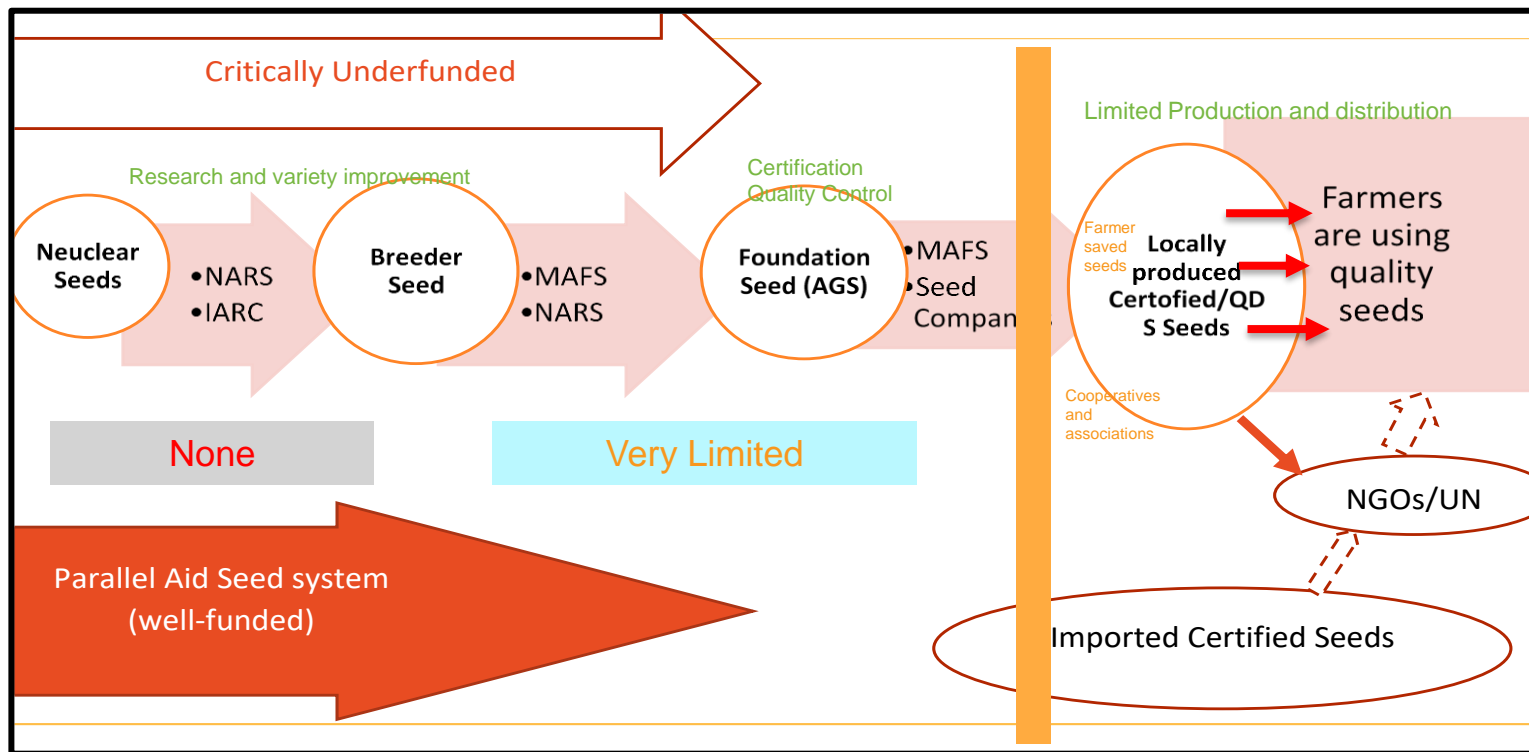 Critically Underfunded
Limited Production and distribution
Research and variety improvement
Certification
Quality Control
Neuclear
Seeds
•NARS
•IARC
Breeder
Seed
•MAFS
•NARS
Foundation
Seed (AGS)
•MAFS
•Seed
Companies
Farmer
saved
seeds
Locally
produced
Certofied/QD
S Seeds
Farmers
are using
quality
seeds
Cooperatives
and
associations
None
Very Limited
NGOs/UN
Parallel Aid Seed system
(well-funded)
Imported Certified Seeds